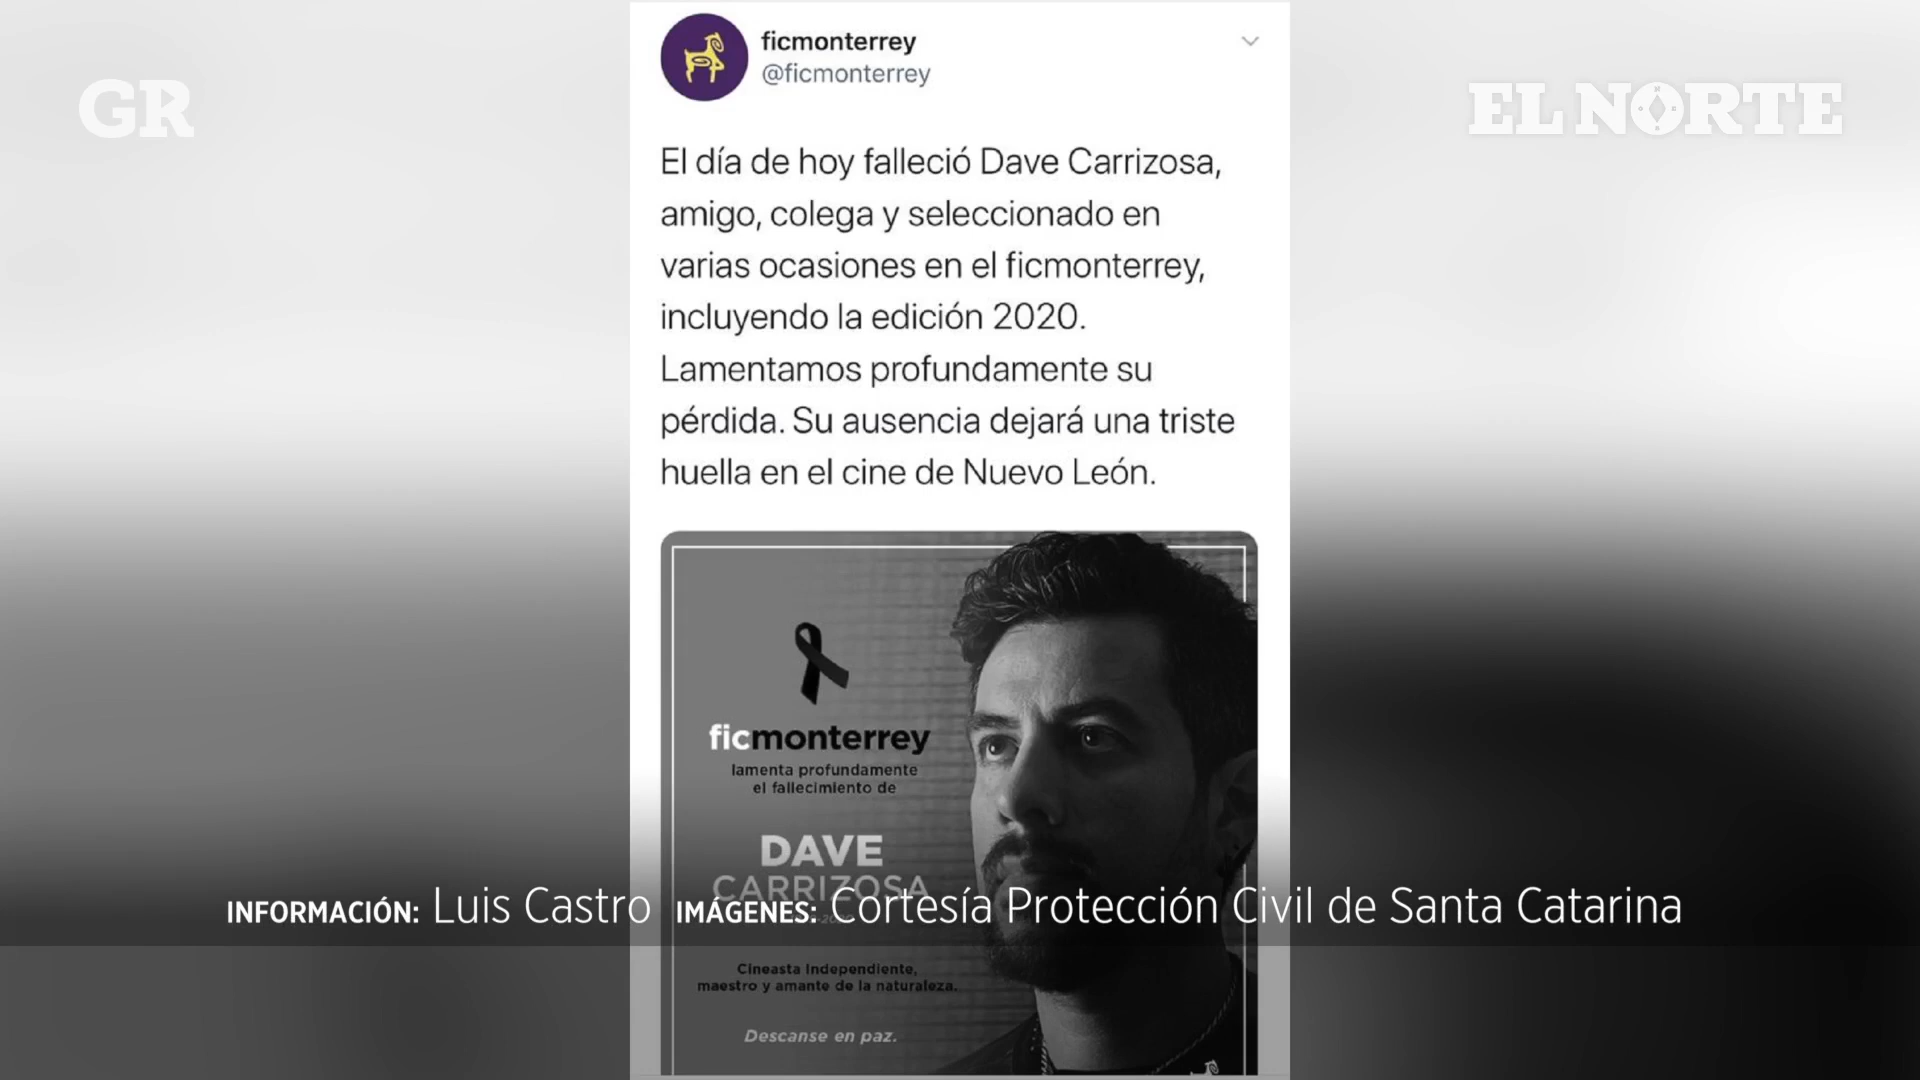 GR
EL NORTE
ficmonterrey
@ficmonterrey
El día de hoy falleció Dave Carrizosa,
amigo, colega y seleccionado en
varias ocasiones en el ficmonterrey,
incluyendo la edición 2020.
Lamentamos profundamente su
pérdida. Su ausencia dejará una triste
huella en el cine de Nuevo León.
ficmonterrey
lamenta profundamente
el fallecimiento de
DAVE
CARRIZOSA
INFORMACIÓN: Luis Castro IMÁGENES: Cortesía Protección Civil de Santa Catarina
Cineasta Independiente,
maestro y amante de la naturaleza.
Descanse en paz.